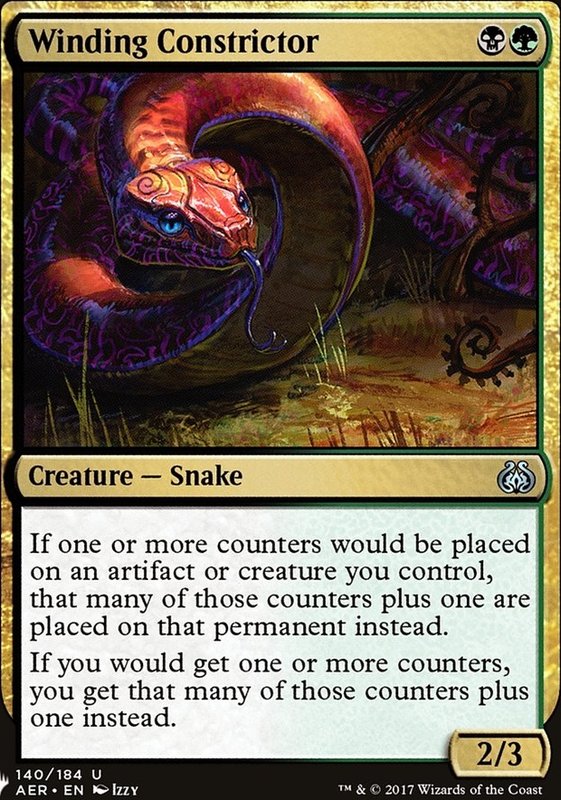 Winding Constrictor
Creature — Snake
If one or more counters would be placed
on an artifact or creature you control,
that many of those counters plus one are
placed on that permanent instead.
If you would get one or more counters,
you get that many of those counters plus
one instead.
2/3
140/184 U
AER • EN Izzy
™ & © 2017 Wizards of the Coast